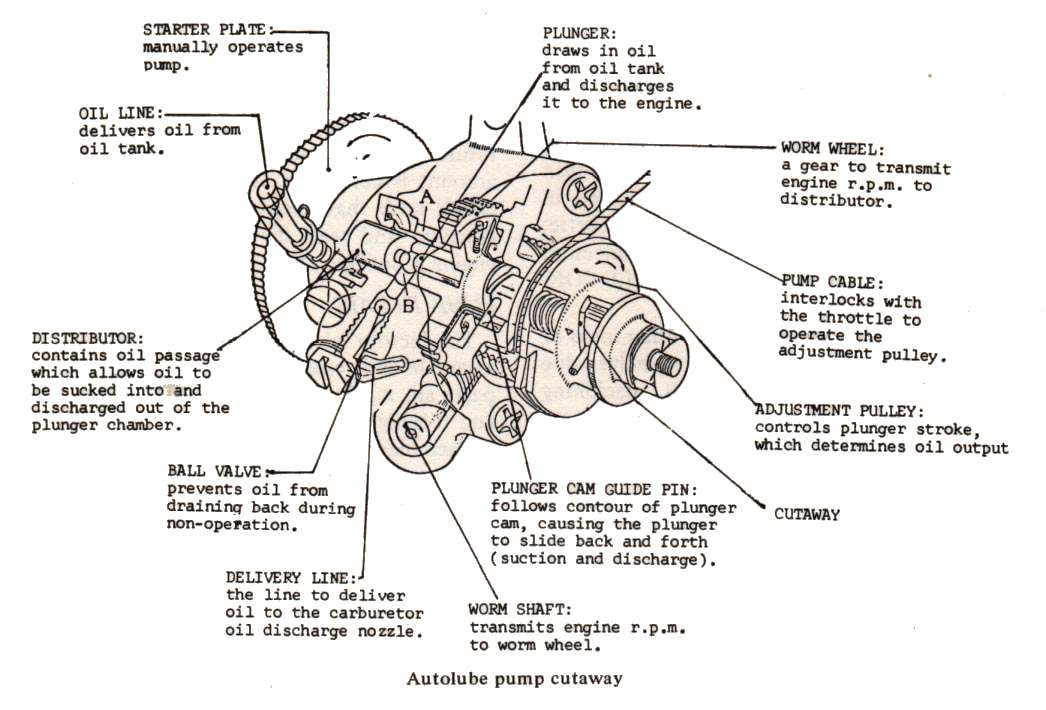 STARTER PLATE:
manually operates
pump.
PLUNGER:
draws in oil
from oil tank
and discharges
it to the engine.
OIL LINE:
delivers oil from
oil tank.
WORM WHEEL:
a gear to transmit
engine r.p.m. to
distributor.
A
B
PUMP CABLE:
interlocks with
the throttle to
operate the
adjustment pulley.
DISTRIBUTOR:
contains oil passage
which allows oil to
be sucked into and
discharged out of the
plunger chamber.
ADJUSTMENT PULLEY:
controls plunger stroke,
which determines oil output
BALL VALVE:
prevents oil from
draining back during
non-operation.
PLUNGER CAM GUIDE PIN:
follows contour of plunger
cam, causing the plunger
to slide back and forth
(suction and discharge).
CUTAWAY
DELIVERY LINE:
the line to deliver
oil to the carburetor
oil discharge nozzle.
WORM SHAFT:
transmits engine r.p.m.
to worm wheel.
Autolube pump cutaway